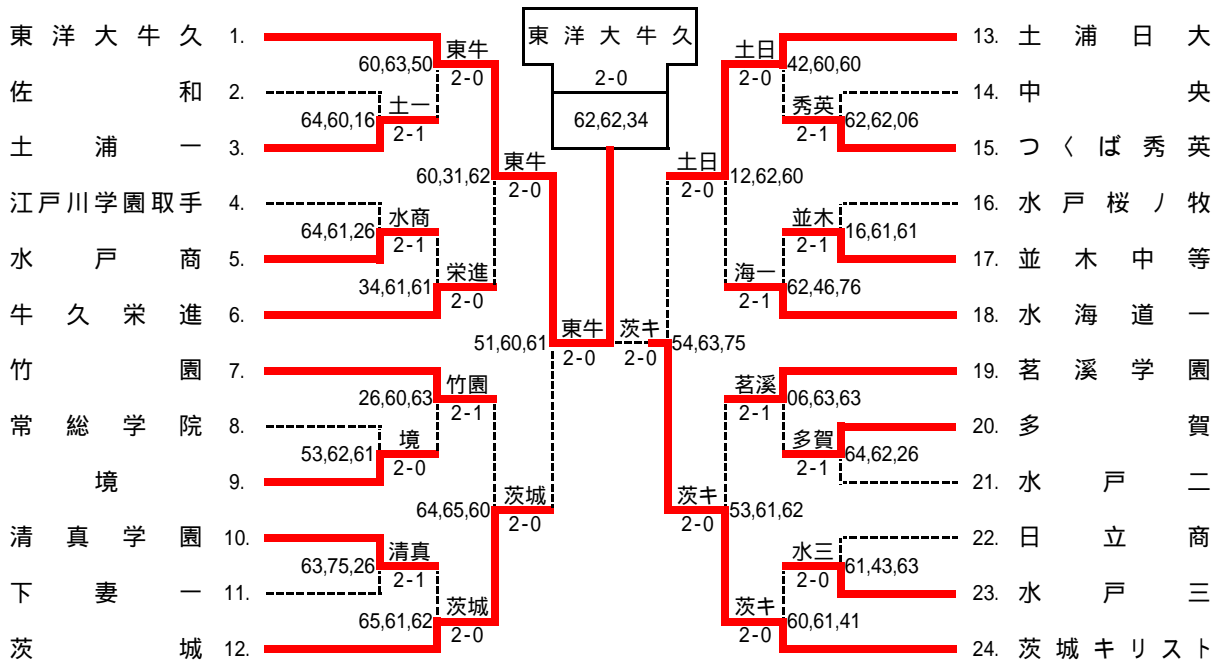 東洋大牛久
2-0
62,62,34
東洋大牛久 1.
佐和 2.
土浦一 3.
江戸川学園取手 4.
水戸商 5.
牛久栄進 6.
竹園 7.
常総学院 8.
境 9.
清真学園 10.
下妻一 11.
茨城 12.
東牛
60,63,50
2-0
土一
64,60,16
2-1
東牛
60,31,62
2-0
水商
64,61,26
2-1
栄進
34,61,61
2-0
東牛
51,60,61
2-0
竹園
26,60,63
2-1
境
53,62,61
2-0
茨城
64,65,60
2-0
清真
63,75,26
2-1
茨城
65,61,62
2-0
土日
42,60,60
2-0
秀英
62,62,06
2-1
土日
12,62,60
2-0
並木
16,61,61
2-1
海一
62,46,76
2-1
茨キ
54,63,75
2-0
茗溪
06,63,63
2-1
多賀
64,62,26
2-1
茨キ
53,61,62
2-0
水三
61,43,63
2-0
茨キ
60,61,41
2-0
13. 土浦日大
14. 中央
15. つくば秀英
16. 水戸桜ノ牧
17. 並木中等
18. 水海道一
19. 茗溪学園
20. 多賀
21. 水戸二
22. 日立商
23. 水戸三
24. 茨城キリスト